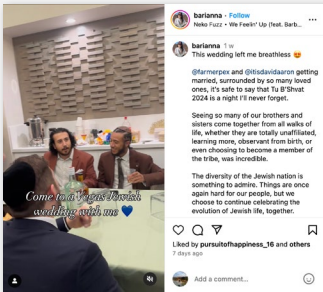 Come to a Vegas Jewish
wedding with me 💙
barianna · Follow
Neko Fuzz • We Feelin' Up (feat. Barb...
barianna 1 w
This wedding left me breathless 😍
@farmerpex and @itisdavidaaron getting
married, surrounded by so many loved
ones, it's safe to say that Tu B'Shvat
2024 is a night I'll never forget.
Seeing so many of our brothers and
sisters come together from all walks of
life, whether they are totally unaffiliated,
learning more, observant from birth, or
even choosing to become a member of
the tribe, was incredible.
The diversity of the Jewish nation is
something to admire. Things are once
again hard for our people, but we
choose to continue celebrating the
evolution of Jewish life, together.
Liked by pursuitofhappiness_16 and others
7 days ago
Add a comment...